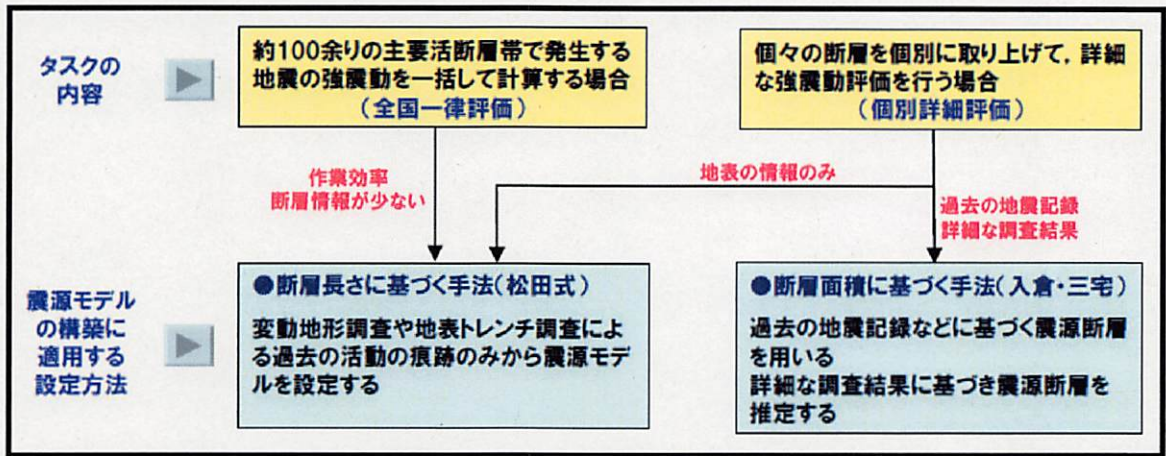 タスクの
内容
約100余りの主要活断層帯で発生する
地震の強震動を一括して計算する場合
(全国一律評価)
個々の断層を個別に取り上げて,詳細
な強震動評価を行う場合
(個別詳細評価)
作業効率
断層情報が少ない
地表の情報のみ
過去の地震記録
詳細な調査結果
震源モデル
の構築に
適用する
設定方法
●断層長さに基づく手法(松田式)
変動地形調査や地表トレンチ調査によ
る過去の活動の痕跡のみから震源モデ
ルを設定する
●断層面積に基づく手法(入倉・三宅)
過去の地震記録などに基づく震源断層
を用いる
詳細な調査結果に基づき震源断層を
推定する